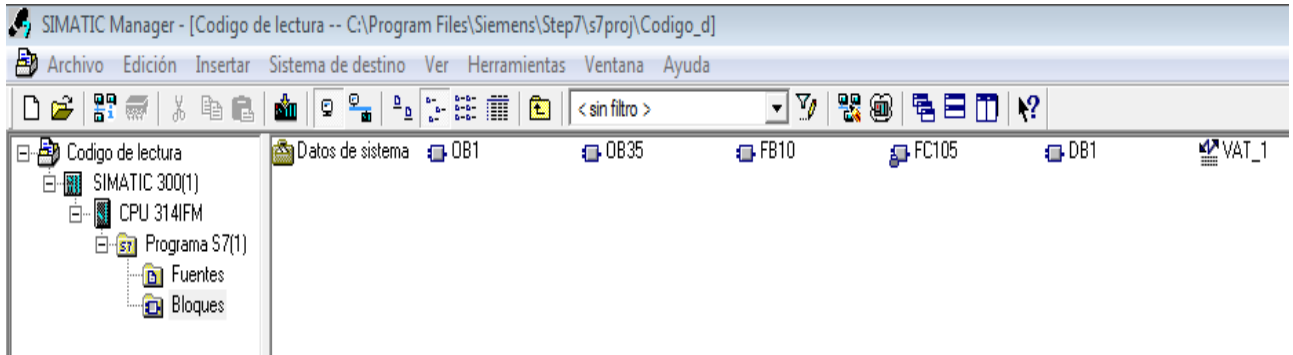 SIMATIC Manager - [Codigo de lectura -- C:\Program Files\Siemens\Step7\s7proj\Codigo_d]
Archivo Edición Insertar Sistema de destino Ver Herramientas Ventana Ayuda
< sin filtro >
Codigo de lectura
SIMATIC 300(1)
CPU 314IFM
Programa S7(1)
Fuentes
Bloques
Datos de sistema OB1 OB35 FB10 FC105 DB1 VAT_1